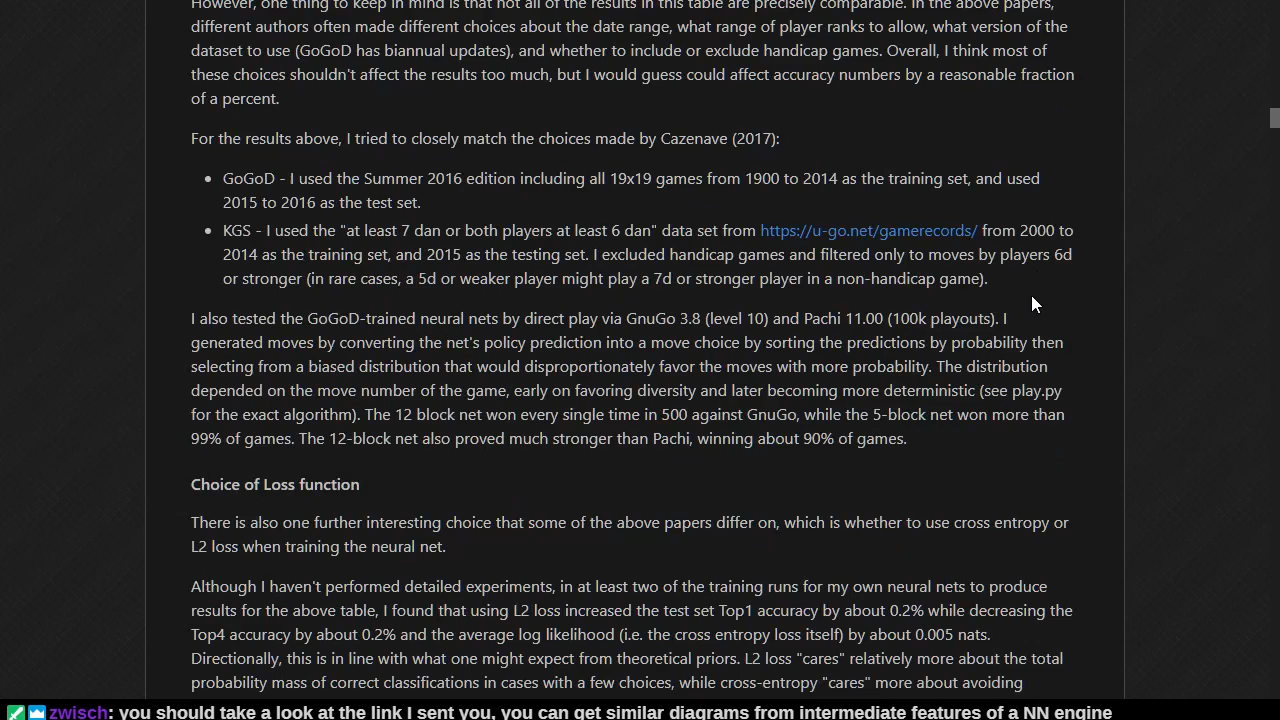 However, one thing to keep in mind is that not all of the results in this table are precisely comparable. In the above papers,
different authors often made different choices about the date range, what range of player ranks to allow, what version of the
dataset to use (GoGoD has biannual updates), and whether to include or exclude handicap games. Overall, I think most of
these choices shouldn't affect the results too much, but I would guess could affect accuracy numbers by a reasonable fraction
of a percent.
For the results above, I tried to closely match the choices made by Cazenave (2017):
• GoGoD - I used the Summer 2016 edition including all 19x19 games from 1900 to 2014 as the training set, and used
2015 to 2016 as the test set.
• KGS - I used the "at least 7 dan or both players at least 6 dan" data set from https://u-go.net/gamerecords/ from 2000 to
2014 as the training set, and 2015 as the testing set. I excluded handicap games and filtered only to moves by players 6d
or stronger (in rare cases, a 5d or weaker player might play a 7d or stronger player in a non-handicap game).
I also tested the GoGoD-trained neural nets by direct play via GnuGo 3.8 (level 10) and Pachi 11.00 (100k playouts). I
generated moves by converting the net's policy prediction into a move choice by sorting the predictions by probability then
selecting from a biased distribution that would disproportionately favor the moves with more probability. The distribution
depended on the move number of the game, early on favoring diversity and later becoming more deterministic (see play.py
for the exact algorithm). The 12 block net won every single time in 500 against GnuGo, while the 5-block net won more than
99% of games. The 12-block net also proved much stronger than Pachi, winning about 90% of games.
Choice of Loss function
There is also one further interesting choice that some of the above papers differ on, which is whether to use cross entropy or
L2 loss when training the neural net.
Although I haven't performed detailed experiments, in at least two of the training runs for my own neural nets to produce
results for the above table, I found that using L2 loss increased the test set Top1 accuracy by about 0.2% while decreasing the
Top4 accuracy by about 0.2% and the average log likelihood (i.e. the cross entropy loss itself) by about 0.005 nats.
Directionally, this is in line with what one might expect from theoretical priors. L2 loss "cares" relatively more about the total
probability mass of correct classifications in cases with a few choices, while cross-entropy "cares" more about avoiding
zwisch: you should take a look at the link I sent you, you can get similar diagrams from intermediate features of a NN engine